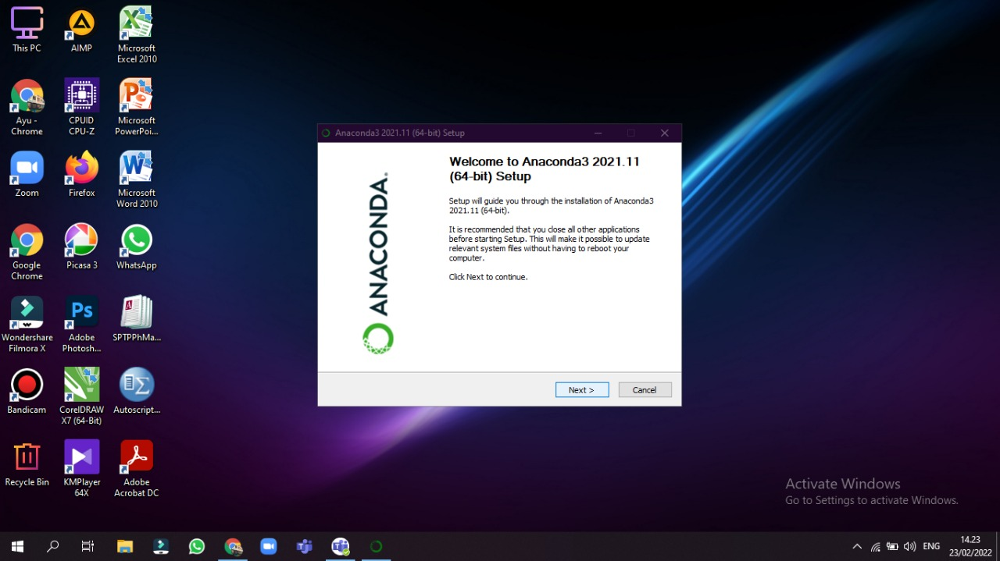 This PC
AIMP
Microsoft
Excel 2010
Ayu -
Chrome
CPUID
CPU-Z
Microsoft
PowerPoi...
Zoom
Firefox
Microsoft
Word 2010
Google
Chrome
Picasa 3
WhatsApp
Wondershare
Filmora X
Ps
Adobe
Photosh...
SPTPPhMa...
Bandicam
CorelDRAW
X7 (64-Bit)
Autoscript...
Recycle Bin
KMPlayer
64X
Adobe
Acrobat DC
Anaconda3 2021.11 (64-bit) Setup
ANACONDA.
Welcome to Anaconda3 2021.11
(64-bit) Setup
Setup will guide you through the installation of Anaconda3
2021.11 (64-bit).
It is recommended that you close all other applications
before starting Setup. This will make it possible to update
relevant system files without having to reboot your
computer.
Click Next to continue.
Next >
Cancel
Activate Windows
Go to Settings to activate Windows.
ENG
14.23
23/02/2022